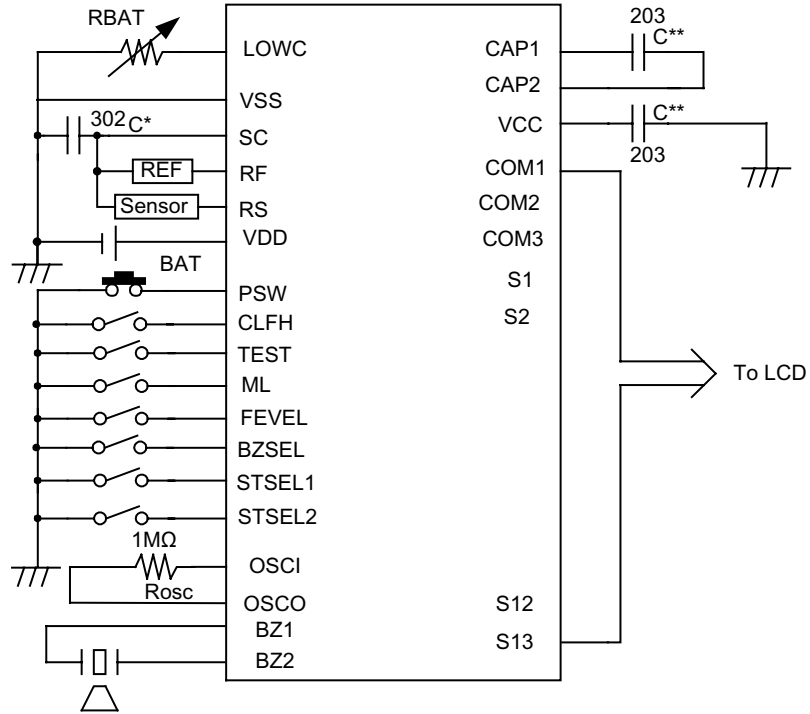 RBAT
LOWC
VSS
302 C*
SC
REF
RF
Sensor
RS
VDD
BAT
PSW
CLFH
TEST
ML
FEVEL
BZSEL
STSEL1
STSEL2
1MΩ
OSCI
Rosc
OSCO
BZ1
BZ2
203
CAP1
C**
CAP2
C**
VCC
203
COM1
COM2
COM3
S1
S2
To LCD
S12
S13